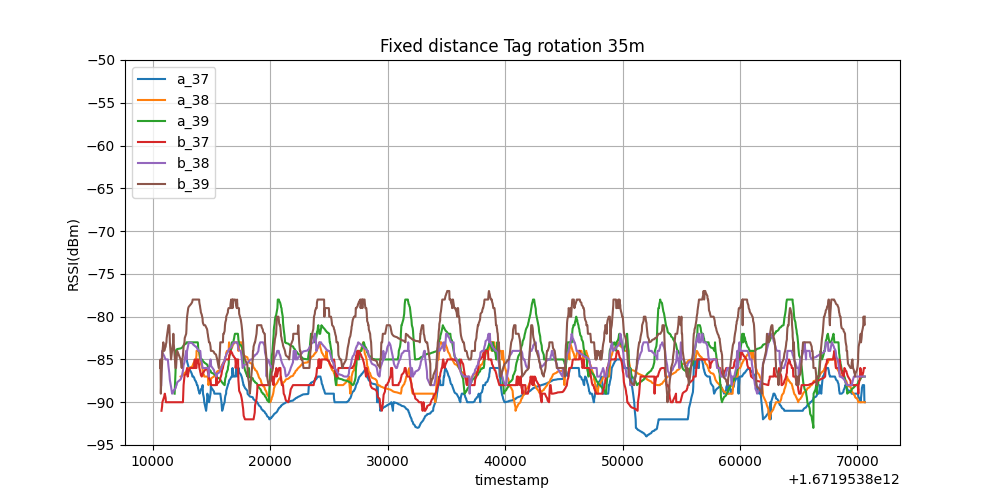 Fixed distance Tag rotation 35m
−50
−55
−60
−65
−70
−75
−80
−85
−90
−95
RSSI(dBm)
a_37
a_38
a_39
b_37
b_38
b_39
10000 20000 30000 40000 50000 60000 70000
timestamp
+1.6719538e12